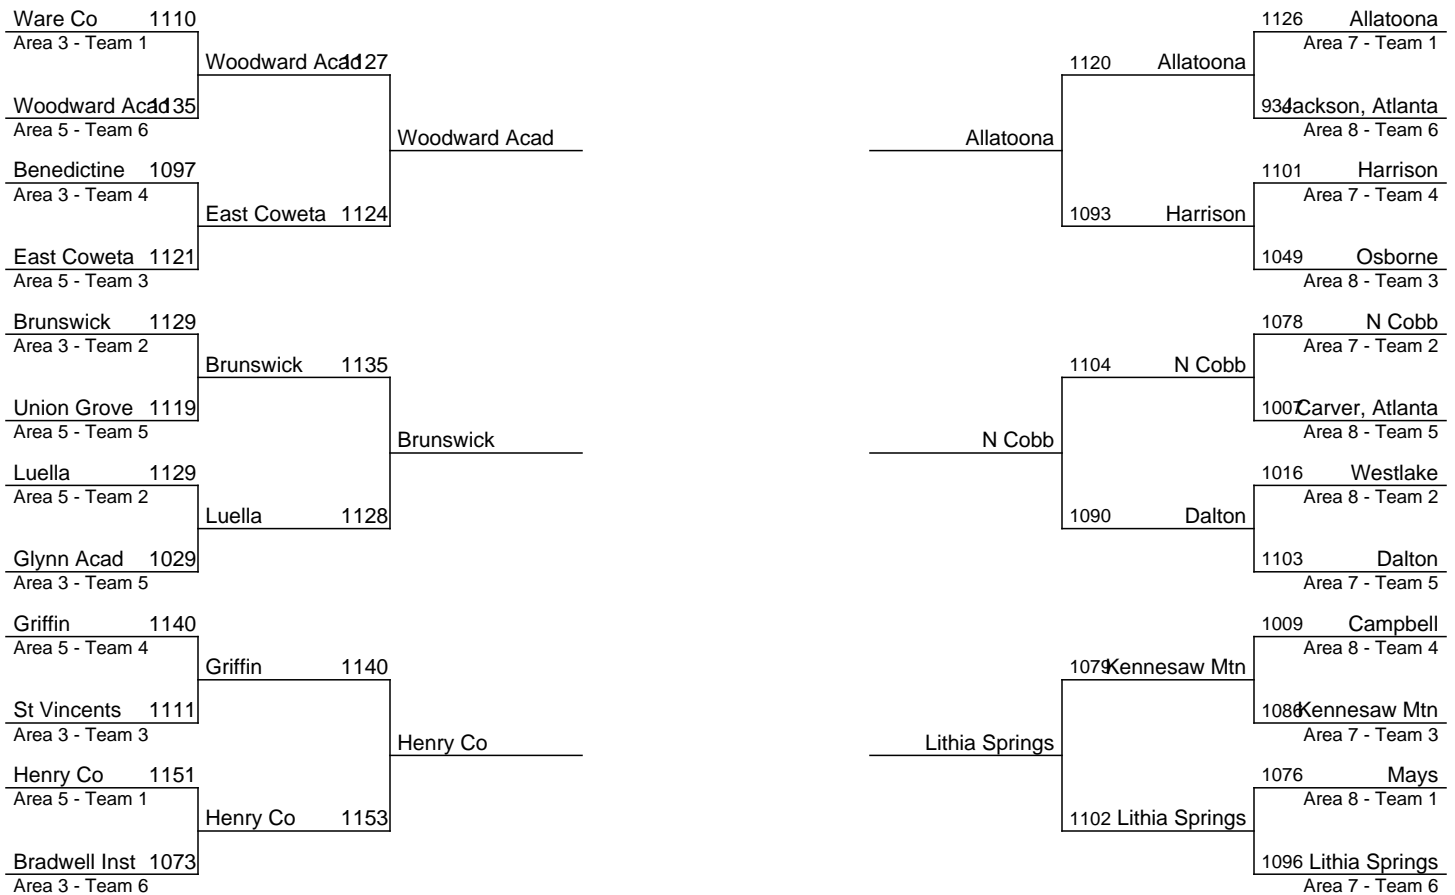 Ware Co 1110
Area 3 - Team 1
Woodward Acad 1135
Area 5 - Team 6
Benedictine 1097
Area 3 - Team 4
East Coweta 1121
Area 5 - Team 3
Brunswick 1129
Area 3 - Team 2
Union Grove 1119
Area 5 - Team 5
Luella 1129
Area 5 - Team 2
Glynn Acad 1029
Area 3 - Team 5
Griffin 1140
Area 5 - Team 4
St Vincents 1111
Area 3 - Team 3
Henry Co 1151
Area 5 - Team 1
Bradwell Inst 1073
Area 3 - Team 6
Woodward Acad 1127
East Coweta 1124
Brunswick 1135
Luella 1128
Griffin 1140
Henry Co 1153
Woodward Acad
Brunswick
Henry Co
Allatoona
N Cobb
Lithia Springs
1120 Allatoona
1093 Harrison
1104 N Cobb
1090 Dalton
1079 Kennesaw Mtn
1102 Lithia Springs
1126 Allatoona
Area 7 - Team 1
934 Jackson, Atlanta
Area 8 - Team 6
1101 Harrison
Area 7 - Team 4
1049 Osborne
Area 8 - Team 3
1078 N Cobb
Area 7 - Team 2
1007 Carver, Atlanta
Area 8 - Team 5
1016 Westlake
Area 8 - Team 2
1103 Dalton
Area 7 - Team 5
1009 Campbell
Area 8 - Team 4
1086 Kennesaw Mtn
Area 7 - Team 3
1076 Mays
Area 8 - Team 1
1096 Lithia Springs
Area 7 - Team 6